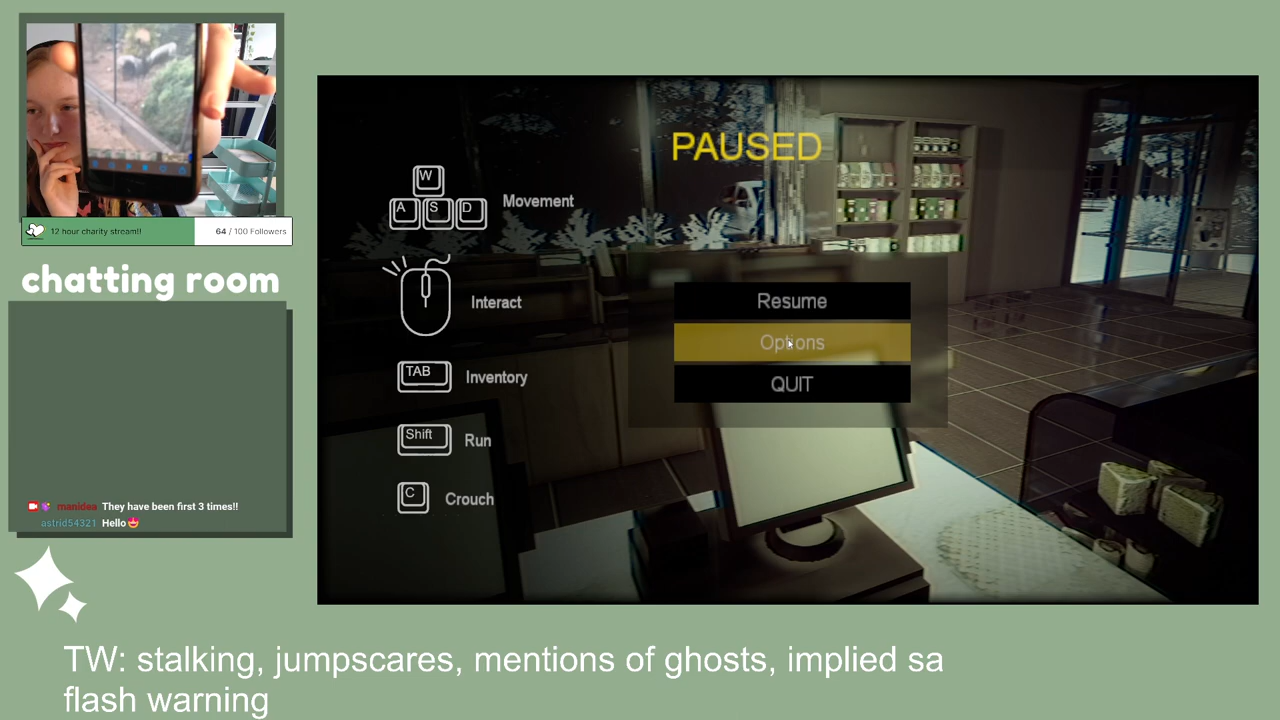 12 hour charity stream!! 64 / 100 Followers
chatting room
manidea They have been first 3 times!!
astrid54321 Hello😍
PAUSED
W
A S D Movement
Interact
TAB Inventory
Shift Run
C Crouch
Resume
Options
QUIT
TW: stalking, jumpscares, mentions of ghosts, implied sa
flash warning